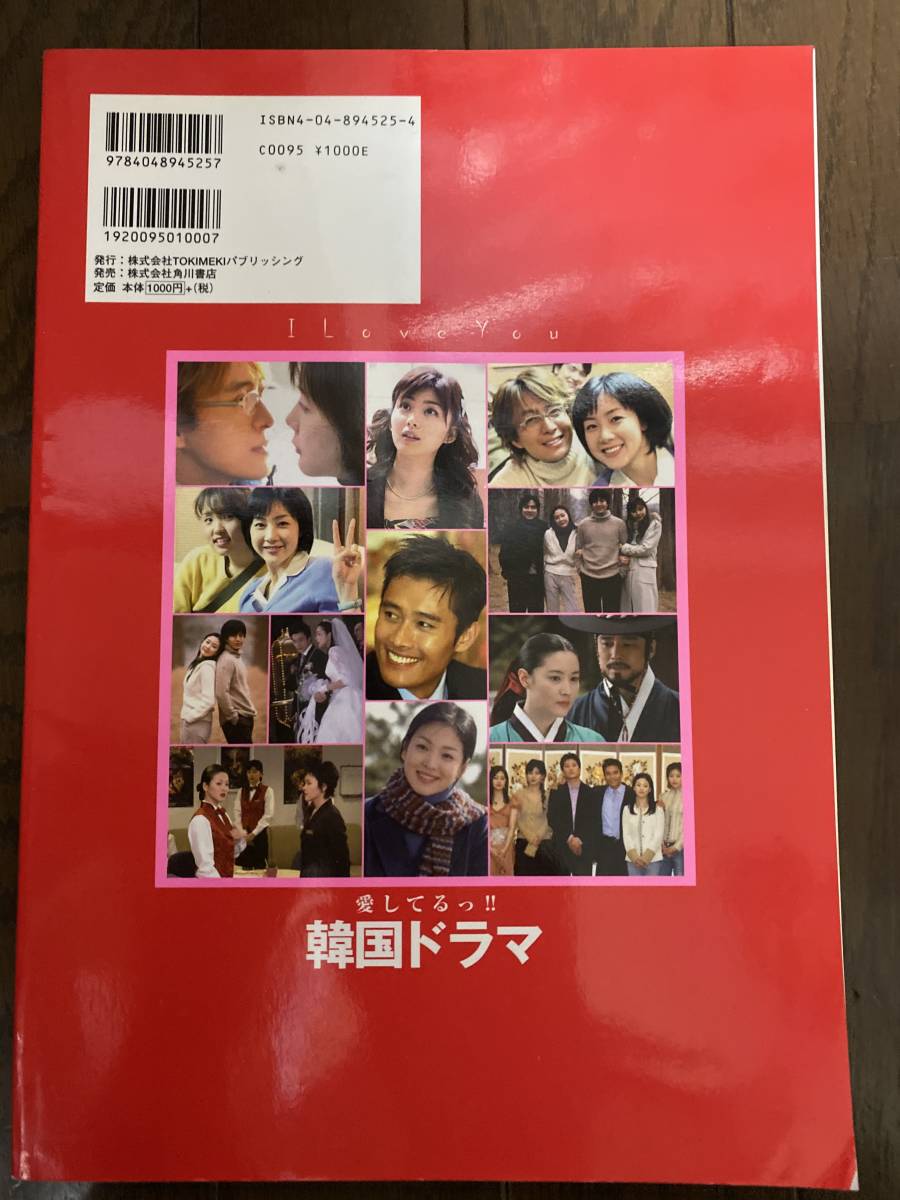 ISBN4-04-894525-4
9784048945257
C0095 ¥1000E
1920095010007
発行：株式会社TOKIMEKIパブリッシング
発売：株式会社角川書店
定価 本体1000円+(税)
I Love You
愛してるっ!!
韓国ドラマ